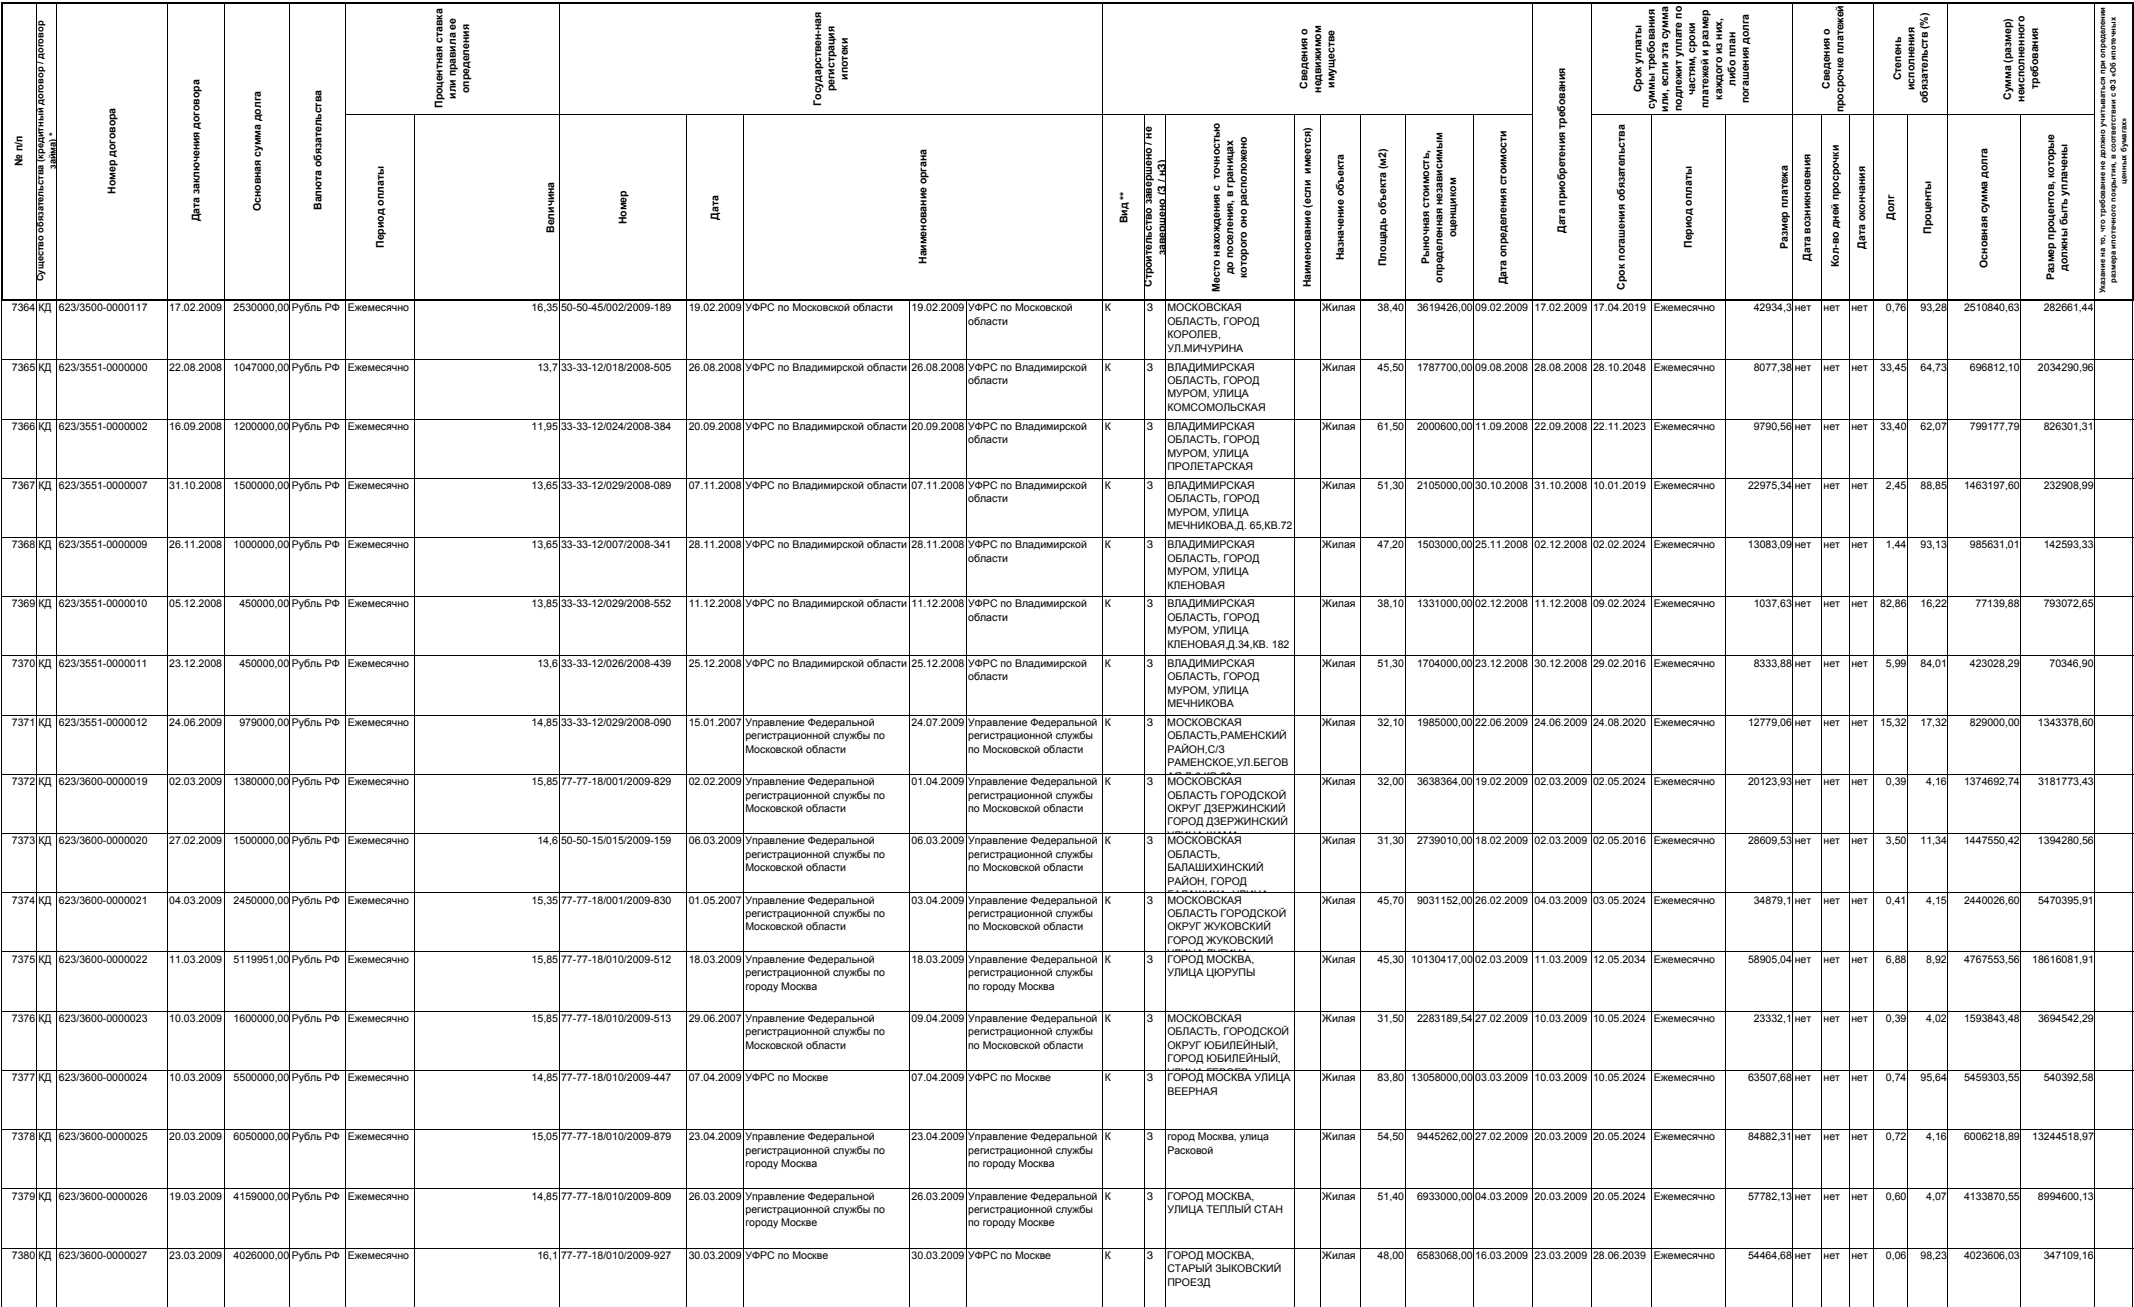 № п/п
Существо обязательства (кредитный договор / договор займа) *
Номер договора
Дата заключения договора
Основная сумма долга
Валюта обязательства
Процентная ставка или правила ее определения
Период оплаты
Величина
Государствен-ная регистрация ипотеки
Номер
Дата
Наименование органа
Сведения о недвижимом имуществе
Вид **
Строительство завершено / не завершено (З / нЗ)
Место нахождения с точностью до поселения, в границах которого оно расположено
Наименование (если имеется)
Назначение объекта
Площадь объекта (м2)
Рыночная стоимость, определенная независимым оценщиком
Дата определения стоимости
Дата приобретения требования
Срок уплаты суммы требования или, если эта сумма подлежит уплате по частям, сроки платежей и размер каждого из них, либо план погашения долга
Срок погашения обязательства
Период оплаты
Размер платежа
Сведения о просрочке платежей
Дата возникновения
Кол-во дней просрочки
Дата окончания
Степень исполнения обязательств (%)
Долг
Проценты
Сумма (размер) неисполненного требования
Основная сумма долга
Размер процентов, которые должны быть уплачены
Указание на то, что требование не должно учитываться при определении размера ипотечного покрытия, в соответствии с ФЗ «Об ипотечных ценных бумагах»
7364 КД 623/3500-0000117 17.02.2009 2530000,00 Рубль РФ Ежемесячно 16,35 50-50-45/002/2009-189 19.02.2009 УФРС по Московской области 19.02.2009 УФРС по Московской области К З МОСКОВСКАЯ ОБЛАСТЬ, ГОРОД КОРОЛЕВ, УЛ.МИЧУРИНА Жилая 38,40 3619426,00 09.02.2009 17.02.2009 17.04.2019 Ежемесячно 42934,3 нет нет нет 0,76 93,28 2510840,63 282661,44
7365 КД 623/3551-0000000 22.08.2008 1047000,00 Рубль РФ Ежемесячно 13,7 33-33-12/018/2008-505 26.08.2008 УФРС по Владимирской области 26.08.2008 УФРС по Владимирской области К З ВЛАДИМИРСКАЯ ОБЛАСТЬ, ГОРОД МУРОМ, УЛИЦА КОМСОМОЛЬСКАЯ Жилая 45,50 1787700,00 09.08.2008 28.08.2008 28.10.2048 Ежемесячно 8077,38 нет нет нет 33,45 64,73 696812,10 2034290,96
7366 КД 623/3551-0000002 16.09.2008 1200000,00 Рубль РФ Ежемесячно 11,95 33-33-12/024/2008-384 20.09.2008 УФРС по Владимирской области 20.09.2008 УФРС по Владимирской области К З ВЛАДИМИРСКАЯ ОБЛАСТЬ, ГОРОД МУРОМ, УЛИЦА ПРОЛЕТАРСКАЯ Жилая 61,50 2000600,00 11.09.2008 22.09.2008 22.11.2023 Ежемесячно 9790,56 нет нет нет 33,40 62,07 799177,79 826301,31
7367 КД 623/3551-0000007 31.10.2008 1500000,00 Рубль РФ Ежемесячно 13,65 33-33-12/029/2008-089 07.11.2008 УФРС по Владимирской области 07.11.2008 УФРС по Владимирской области К З ВЛАДИМИРСКАЯ ОБЛАСТЬ, ГОРОД МУРОМ, УЛИЦА МЕЧНИКОВА,Д. 65,КВ.72 Жилая 51,30 2105000,00 30.10.2008 31.10.2008 10.01.2019 Ежемесячно 22975,34 нет нет нет 2,45 88,85 1463197,60 232908,99
7368 КД 623/3551-0000009 26.11.2008 1000000,00 Рубль РФ Ежемесячно 13,65 33-33-12/007/2008-341 28.11.2008 УФРС по Владимирской области 28.11.2008 УФРС по Владимирской области К З ВЛАДИМИРСКАЯ ОБЛАСТЬ, ГОРОД МУРОМ, УЛИЦА КЛЕНОВАЯ Жилая 47,20 1503000,00 25.11.2008 02.12.2008 02.02.2024 Ежемесячно 13083,09 нет нет нет 1,44 93,13 985631,01 142593,33
7369 КД 623/3551-0000010 05.12.2008 450000,00 Рубль РФ Ежемесячно 13,85 33-33-12/029/2008-552 11.12.2008 УФРС по Владимирской области 11.12.2008 УФРС по Владимирской области К З ВЛАДИМИРСКАЯ ОБЛАСТЬ, ГОРОД МУРОМ, УЛИЦА КЛЕНОВАЯ,Д.34,КВ. 182 Жилая 38,10 1331000,00 02.12.2008 11.12.2008 09.02.2024 Ежемесячно 1037,63 нет нет нет 82,86 16,22 77139,88 793072,65
7370 КД 623/3551-0000011 23.12.2008 450000,00 Рубль РФ Ежемесячно 13,6 33-33-12/026/2008-439 25.12.2008 УФРС по Владимирской области 25.12.2008 УФРС по Владимирской области К З ВЛАДИМИРСКАЯ ОБЛАСТЬ, ГОРОД МУРОМ, УЛИЦА МЕЧНИКОВА Жилая 51,30 1704000,00 23.12.2008 30.12.2008 29.02.2016 Ежемесячно 8333,88 нет нет нет 5,99 84,01 423028,29 70346,90
7371 КД 623/3551-0000012 24.06.2009 979000,00 Рубль РФ Ежемесячно 14,85 33-33-12/029/2008-090 15.01.2007 Управление Федеральной регистрационной службы по Московской области 24.07.2009 Управление Федеральной регистрационной службы по Московской области К З МОСКОВСКАЯ ОБЛАСТЬ,РАМЕНСКИЙ РАЙОН,С/З РАМЕНСКОЕ,УЛ.БЕГОВ Жилая 32,10 1985000,00 22.06.2009 24.06.2009 24.08.2020 Ежемесячно 12779,06 нет нет нет 15,32 17,32 829000,00 1343378,60
7372 КД 623/3600-0000019 02.03.2009 1380000,00 Рубль РФ Ежемесячно 15,85 77-77-18/001/2009-829 02.02.2009 Управление Федеральной регистрационной службы по Московской области 01.04.2009 Управление Федеральной регистрационной службы по Московской области К З МОСКОВСКАЯ ОБЛАСТЬ ГОРОДСКОЙ ОКРУГ ДЗЕРЖИНСКИЙ ГОРОД ДЗЕРЖИНСКИЙ Жилая 32,00 3638364,00 19.02.2009 02.03.2009 02.05.2024 Ежемесячно 20123,93 нет нет нет 0,39 4,16 1374692,74 3181773,43
7373 КД 623/3600-0000020 27.02.2009 1500000,00 Рубль РФ Ежемесячно 14,6 50-50-15/015/2009-159 06.03.2009 Управление Федеральной регистрационной службы по Московской области 06.03.2009 Управление Федеральной регистрационной службы по Московской области К З МОСКОВСКАЯ ОБЛАСТЬ, БАЛАШИХИНСКИЙ РАЙОН, ГОРОД Жилая 31,30 2739010,00 18.02.2009 02.03.2009 02.05.2016 Ежемесячно 28609,53 нет нет нет 3,50 11,34 1447550,42 1394280,56
7374 КД 623/3600-0000021 04.03.2009 2450000,00 Рубль РФ Ежемесячно 15,35 77-77-18/001/2009-830 01.05.2007 Управление Федеральной регистрационной службы по Московской области 03.04.2009 Управление Федеральной регистрационной службы по Московской области К З МОСКОВСКАЯ ОБЛАСТЬ ГОРОДСКОЙ ОКРУГ ЖУКОВСКИЙ ГОРОД ЖУКОВСКИЙ Жилая 45,70 9031152,00 26.02.2009 04.03.2009 03.05.2024 Ежемесячно 34879,1 нет нет нет 0,41 4,15 2440026,60 5470395,91
7375 КД 623/3600-0000022 11.03.2009 5119951,00 Рубль РФ Ежемесячно 15,85 77-77-18/010/2009-512 18.03.2009 Управление Федеральной регистрационной службы по городу Москва 18.03.2009 Управление Федеральной регистрационной службы по городу Москва К З ГОРОД МОСКВА, УЛИЦА ЦЮРУПЫ Жилая 45,30 10130417,00 02.03.2009 11.03.2009 12.05.2034 Ежемесячно 58905,04 нет нет нет 6,88 8,92 4767553,56 18616081,91
7376 КД 623/3600-0000023 10.03.2009 1600000,00 Рубль РФ Ежемесячно 15,85 77-77-18/010/2009-513 29.06.2007 Управление Федеральной регистрационной службы по Московской области 09.04.2009 Управление Федеральной регистрационной службы по Московской области К З МОСКОВСКАЯ ОБЛАСТЬ, ГОРОДСКОЙ ОКРУГ ЮБИЛЕЙНЫЙ, ГОРОД ЮБИЛЕЙНЫЙ, Жилая 31,50 2283189,54 27.02.2009 10.03.2009 10.05.2024 Ежемесячно 23332,1 нет нет нет 0,39 4,02 1593843,48 3694542,29
7377 КД 623/3600-0000024 10.03.2009 5500000,00 Рубль РФ Ежемесячно 14,85 77-77-18/010/2009-447 07.04.2009 УФРС по Москве 07.04.2009 УФРС по Москве К З ГОРОД МОСКВА УЛИЦА ВЕЕРНАЯ Жилая 83,80 13058000,00 03.03.2009 10.03.2009 10.05.2024 Ежемесячно 63507,68 нет нет нет 0,74 95,64 5459303,55 540392,58
7378 КД 623/3600-0000025 20.03.2009 6050000,00 Рубль РФ Ежемесячно 15,05 77-77-18/010/2009-879 23.04.2009 Управление Федеральной регистрационной службы по городу Москва 23.04.2009 Управление Федеральной регистрационной службы по городу Москва К З город Москва, улица Расковой Жилая 54,50 9445262,00 27.02.2009 20.03.2009 20.05.2024 Ежемесячно 84882,31 нет нет нет 0,72 4,16 6006218,89 13244518,97
7379 КД 623/3600-0000026 19.03.2009 4159000,00 Рубль РФ Ежемесячно 14,85 77-77-18/010/2009-809 26.03.2009 Управление Федеральной регистрационной службы по городу Москве 26.03.2009 Управление Федеральной регистрационной службы по городу Москве К З ГОРОД МОСКВА, УЛИЦА ТЕПЛЫЙ СТАН Жилая 51,40 6933000,00 04.03.2009 20.03.2009 20.05.2024 Ежемесячно 57782,13 нет нет нет 0,60 4,07 4133870,55 8994600,13
7380 КД 623/3600-0000027 23.03.2009 4026000,00 Рубль РФ Ежемесячно 16,1 77-77-18/010/2009-927 30.03.2009 УФРС по Москве 30.03.2009 УФРС по Москве К З ГОРОД МОСКВА, СТАРЫЙ ЗЫКОВСКИЙ ПРОЕЗД Жилая 48,00 6583068,00 16.03.2009 23.03.2009 28.06.2039 Ежемесячно 54464,68 нет нет нет 0,06 98,23 4023606,03 347109,16